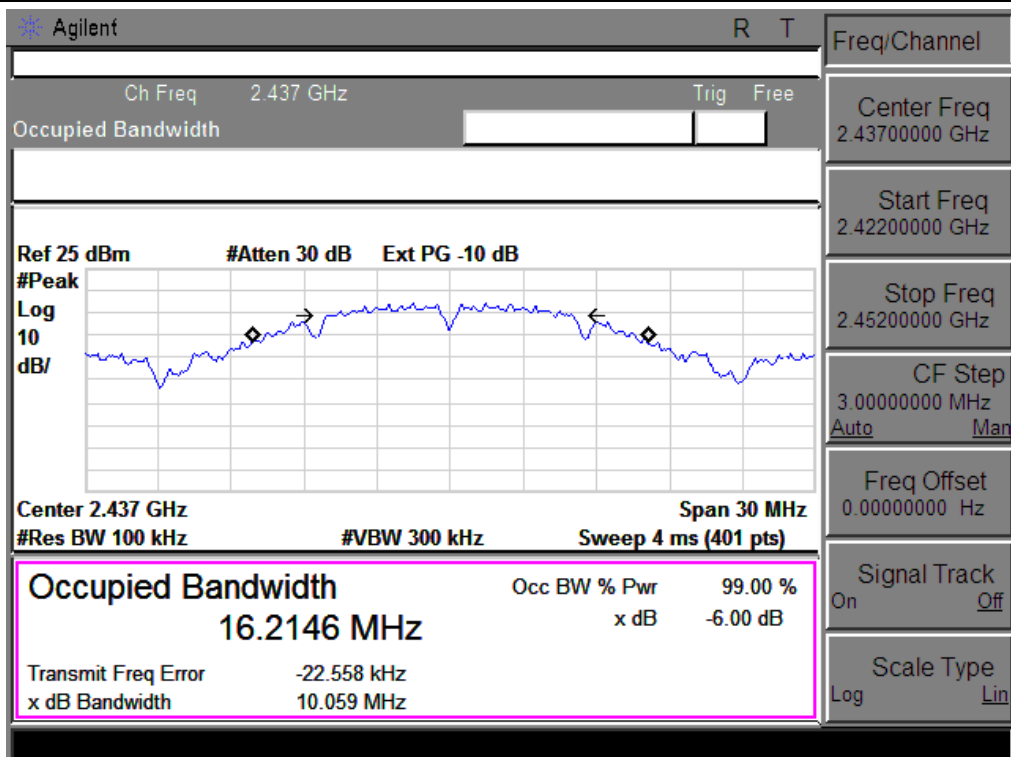 Agilent R T
Freq/Channel
Ch Freq 2.437 GHz Trig Free
Occupied Bandwidth
Center Freq
2.43700000 GHz
Start Freq
2.42200000 GHz
Ref 25 dBm #Atten 30 dB Ext PG -10 dB
#Peak
Log
10
dB/
Stop Freq
2.45200000 GHz
CF Step
3.00000000 MHz
Auto Man
Freq Offset
0.00000000 Hz
Center 2.437 GHz Span 30 MHz
#Res BW 100 kHz #VBW 300 kHz Sweep 4 ms (401 pts)
Occupied Bandwidth Occ BW % Pwr 99.00 %
16.2146 MHz x dB -6.00 dB
Transmit Freq Error -22.558 kHz
x dB Bandwidth 10.059 MHz
Signal Track
On Off
Scale Type
Log Lin